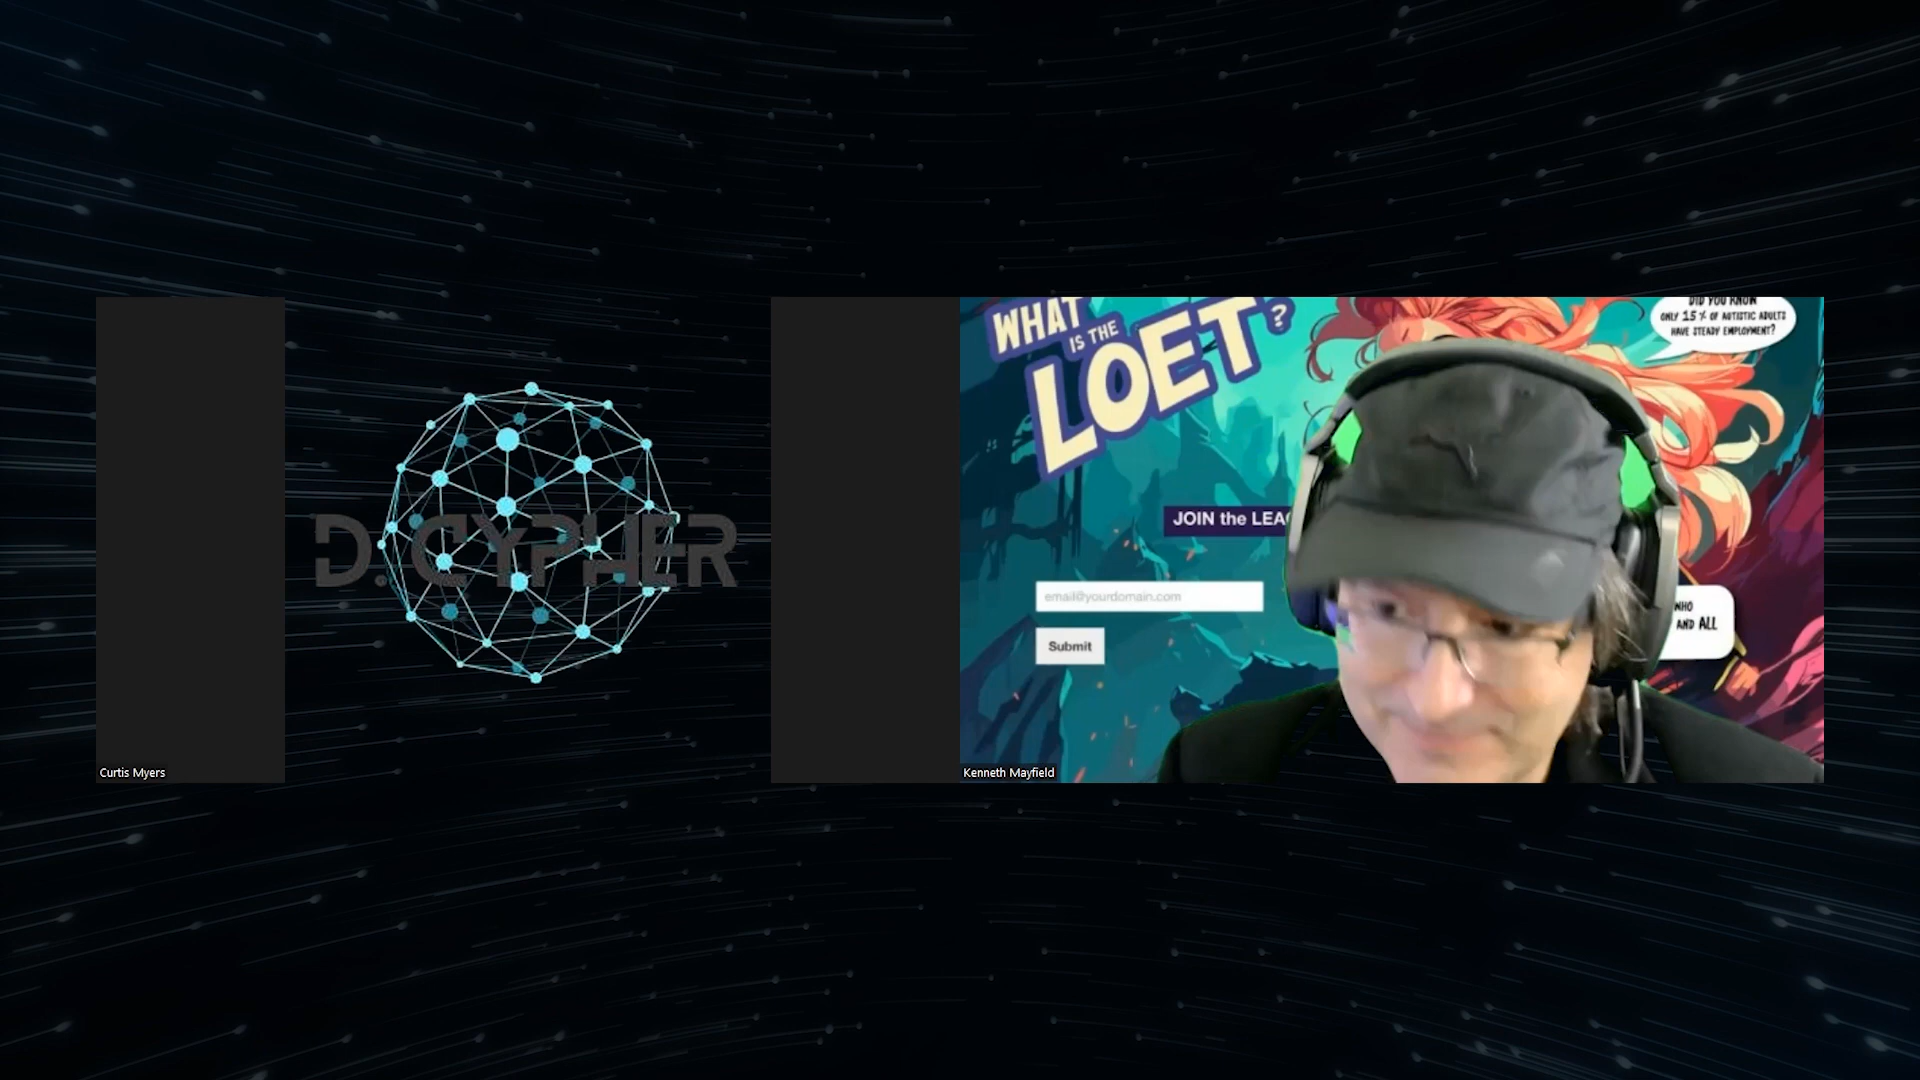 D. CYPHER
Curtis Myers
WHAT
IS THE
LOET?
DID YOU KNOW
ONLY 15% OF AUTISTIC ADULTS
HAVE STEADY EMPLOYMENT?
JOIN the LEA
email@yourdomain.com
Submit
WHO
AND ALL
Kenneth Mayfield